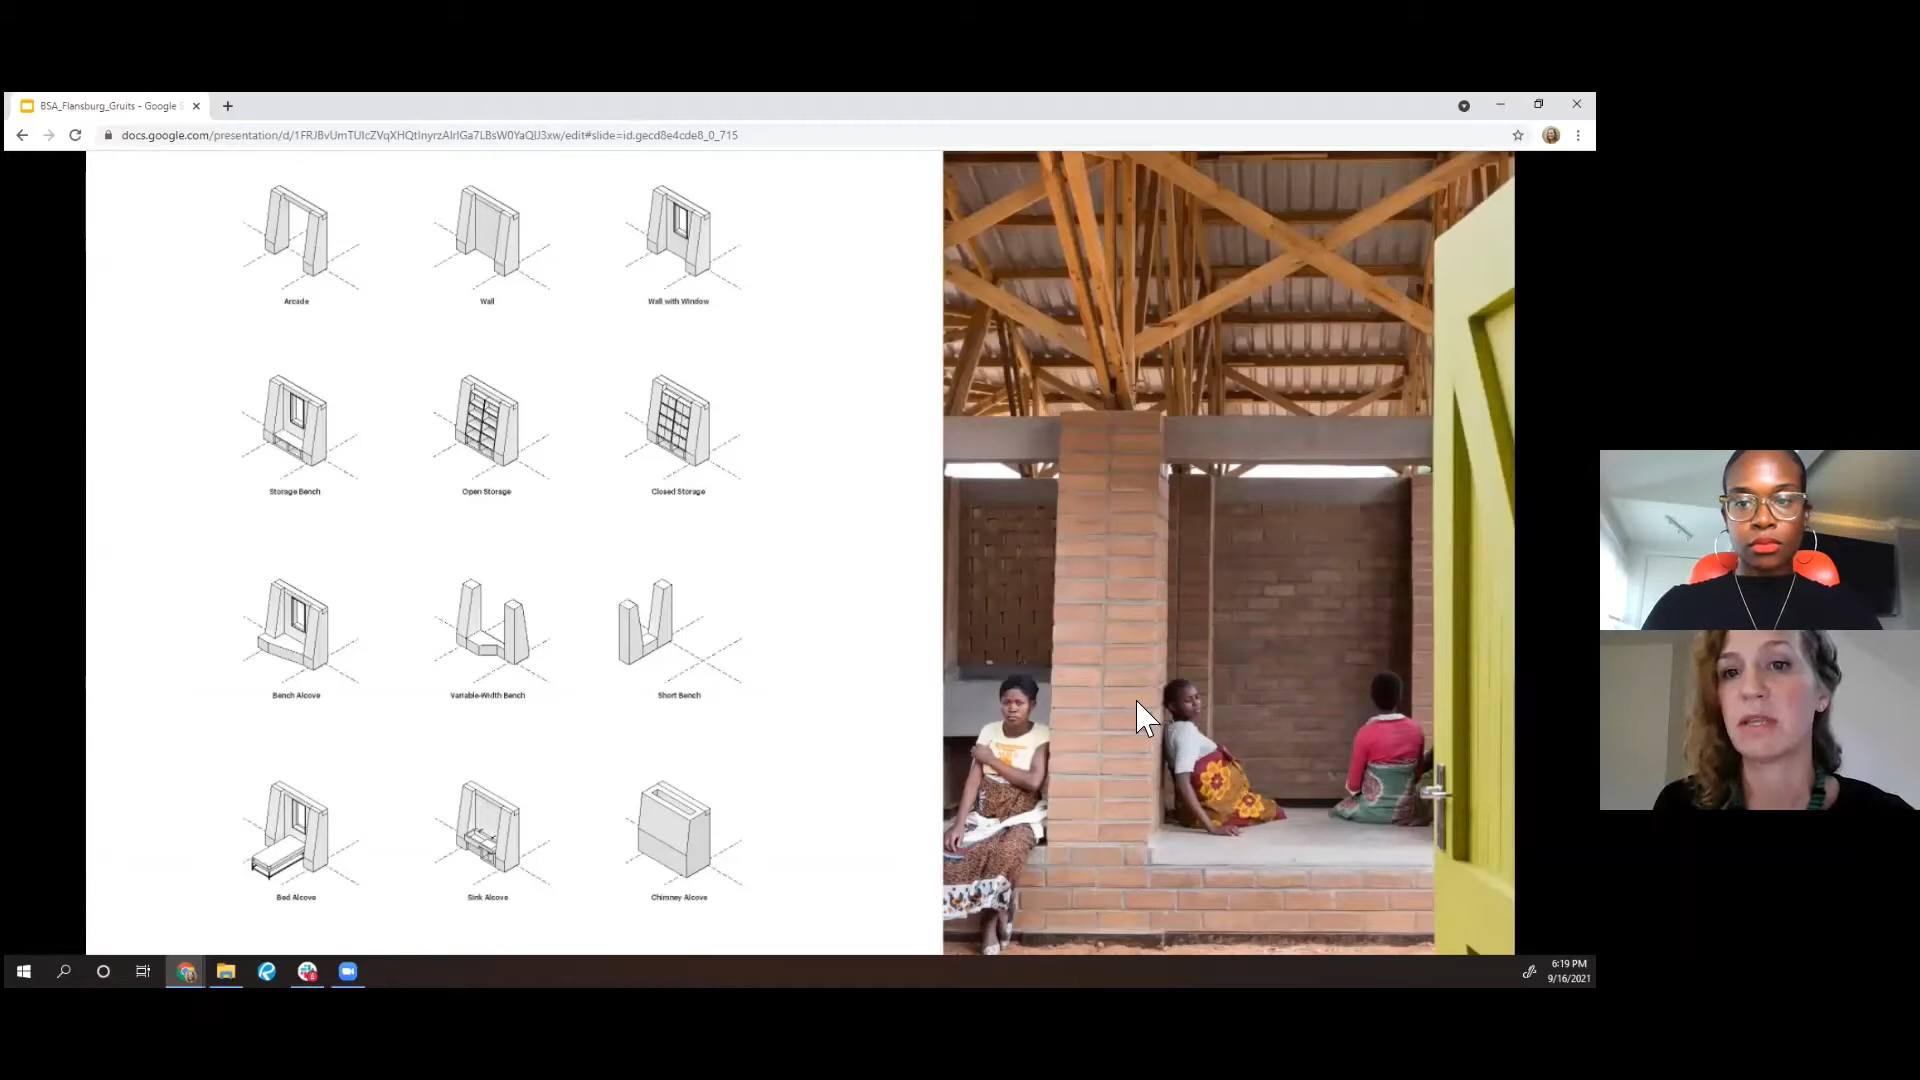 BSA_Flansburg_Gruits - Google S
docs.google.com/presentation/d/1FRJBvUmTUIcZVqXHQtInyrzAIrIGa7LBsW0YaQIJ3xw/edit#slide=id.gecd8e4cde8_0_715
Arcade
Wall
Wall with Window
Storage Bench
Open Storage
Closed Storage
Bench Alcove
Variable-Width Bench
Short Bench
Bed Alcove
Sink Alcove
Chimney Alcove
6:19 PM
9/16/2021